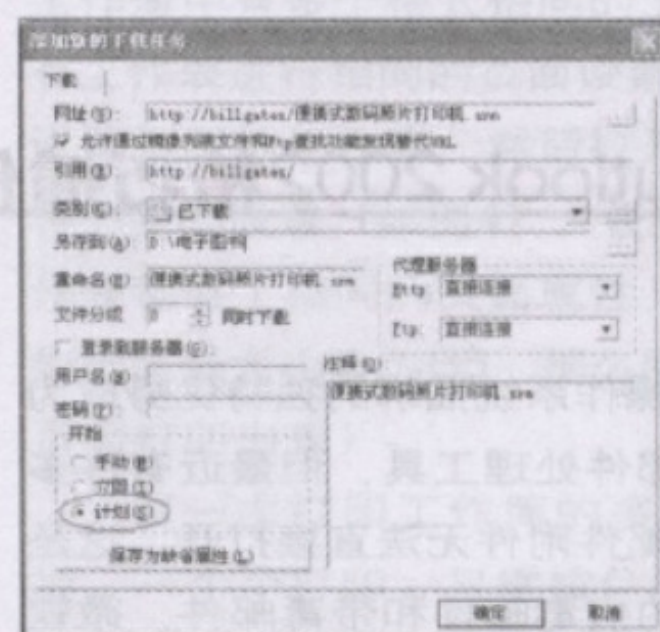 添加新的下载任务
下载
网址(U): http://billgates/便携式数码照片打印机.srm
允许通过镜像列表文件和Ftp查找功能发现替代URL
引用(R): http://billgates/
类别(C): 已下载
另存到(A): D:\电子图书
重命名(E): 便携式数码照片打印机.srm
代理服务器
Http 直接连接
文件分成 0 同时下载
Ftp: 直接连接
登录到服务器(G):
用户名
密码(P):
注释(O)
便携式数码照片打印机.srm
开始
手动(M)
立即(I)
计划(S)
保存为缺省属性(L)
确定 取消